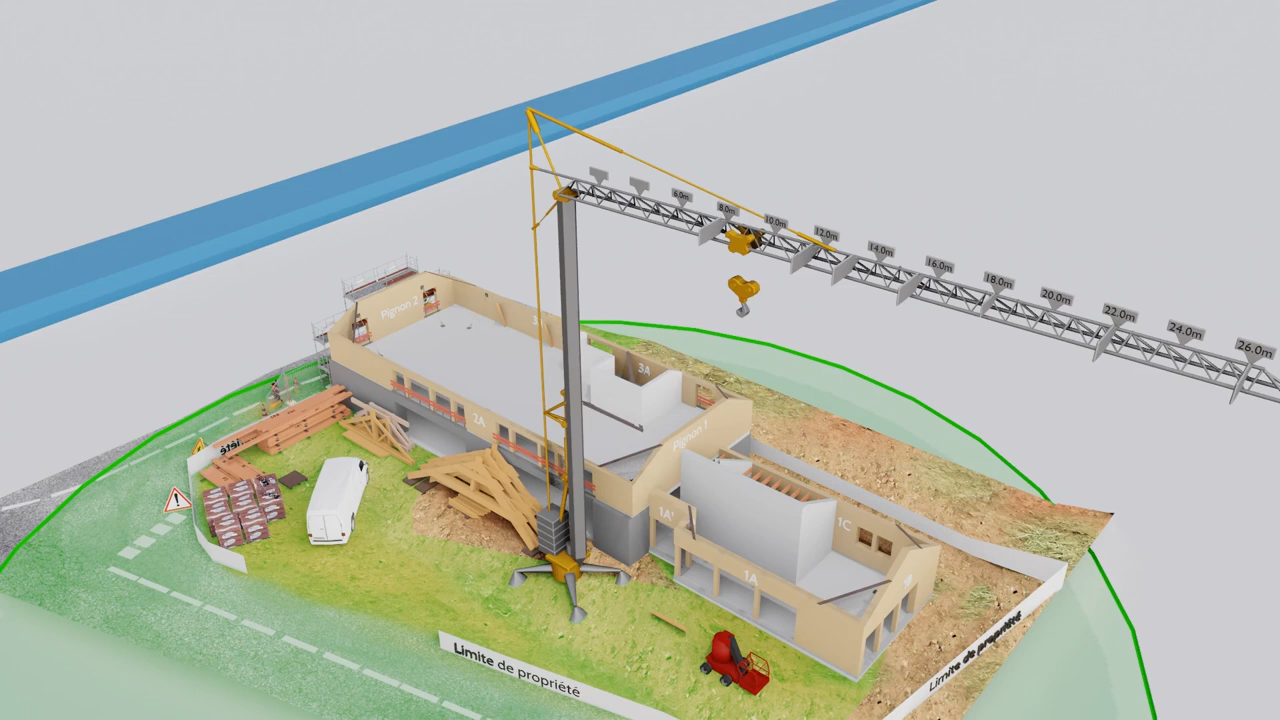 6.0m
8.0m
10.0m
12.0m
14.0m
16.0m
18.0m
20.0m
22.0m
24.0m
26.0m
Pignon 2
3A
2A
Pignon 1
1A'
1C
1A
1B
Limite de propriété
Limite de propriété